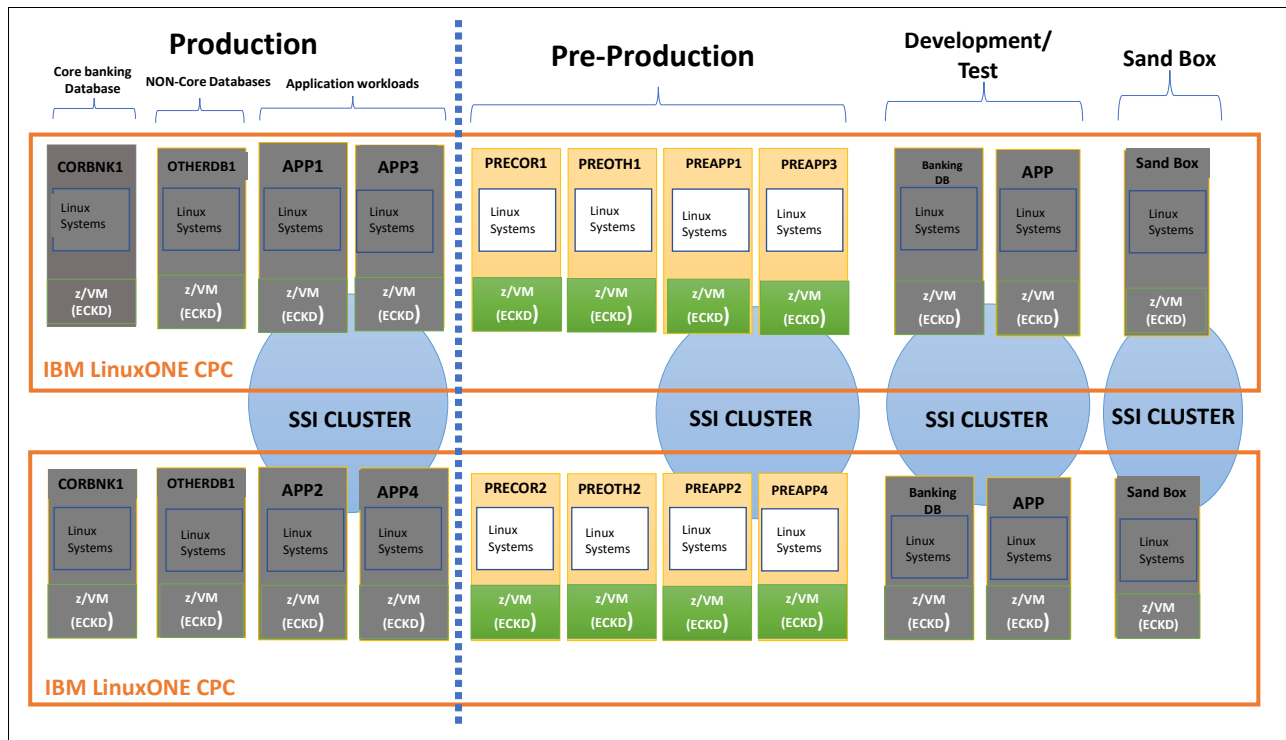 Production
Pre-Production
Development/
Test
Sand Box
Core banking
Database
NON-Core Databases
Application workloads
CORBNK1
Linux
Systems
z/VM
(ECKD)
OTHERDB1
Linux
Systems
z/VM
(ECKD)
APP1
Linux
Systems
z/VM
(ECKD)
APP3
Linux
Systems
z/VM
(ECKD)
PRECOR1
Linux
Systems
z/VM
(ECKD)
PREOTH1
Linux
Systems
z/VM
(ECKD)
PREAPP1
Linux
Systems
z/VM
(ECKD)
PREAPP3
Linux
Systems
z/VM
(ECKD)
Banking
DB
Linux
Systems
z/VM
(ECKD)
APP
Linux
Systems
z/VM
(ECKD)
Sand Box
Linux
Systems
z/VM
(ECKD)
IBM LinuxONE CPC
SSI CLUSTER
SSI CLUSTER
SSI CLUSTER
SSI CLUSTER
CORBNK1
Linux
Systems
z/VM
(ECKD)
OTHERDB1
Linux
Systems
z/VM
(ECKD)
APP2
Linux
Systems
z/VM
(ECKD)
APP4
Linux
Systems
z/VM
(ECKD)
PRECOR2
Linux
Systems
z/VM
(ECKD)
PREOTH2
Linux
Systems
z/VM
(ECKD)
PREAPP2
Linux
Systems
z/VM
(ECKD)
PREAPP4
Linux
Systems
z/VM
(ECKD)
Banking
DB
Linux
Systems
z/VM
(ECKD)
APP
Linux
Systems
z/VM
(ECKD)
Sand Box
Linux
Systems
z/VM
(ECKD)
IBM LinuxONE CPC